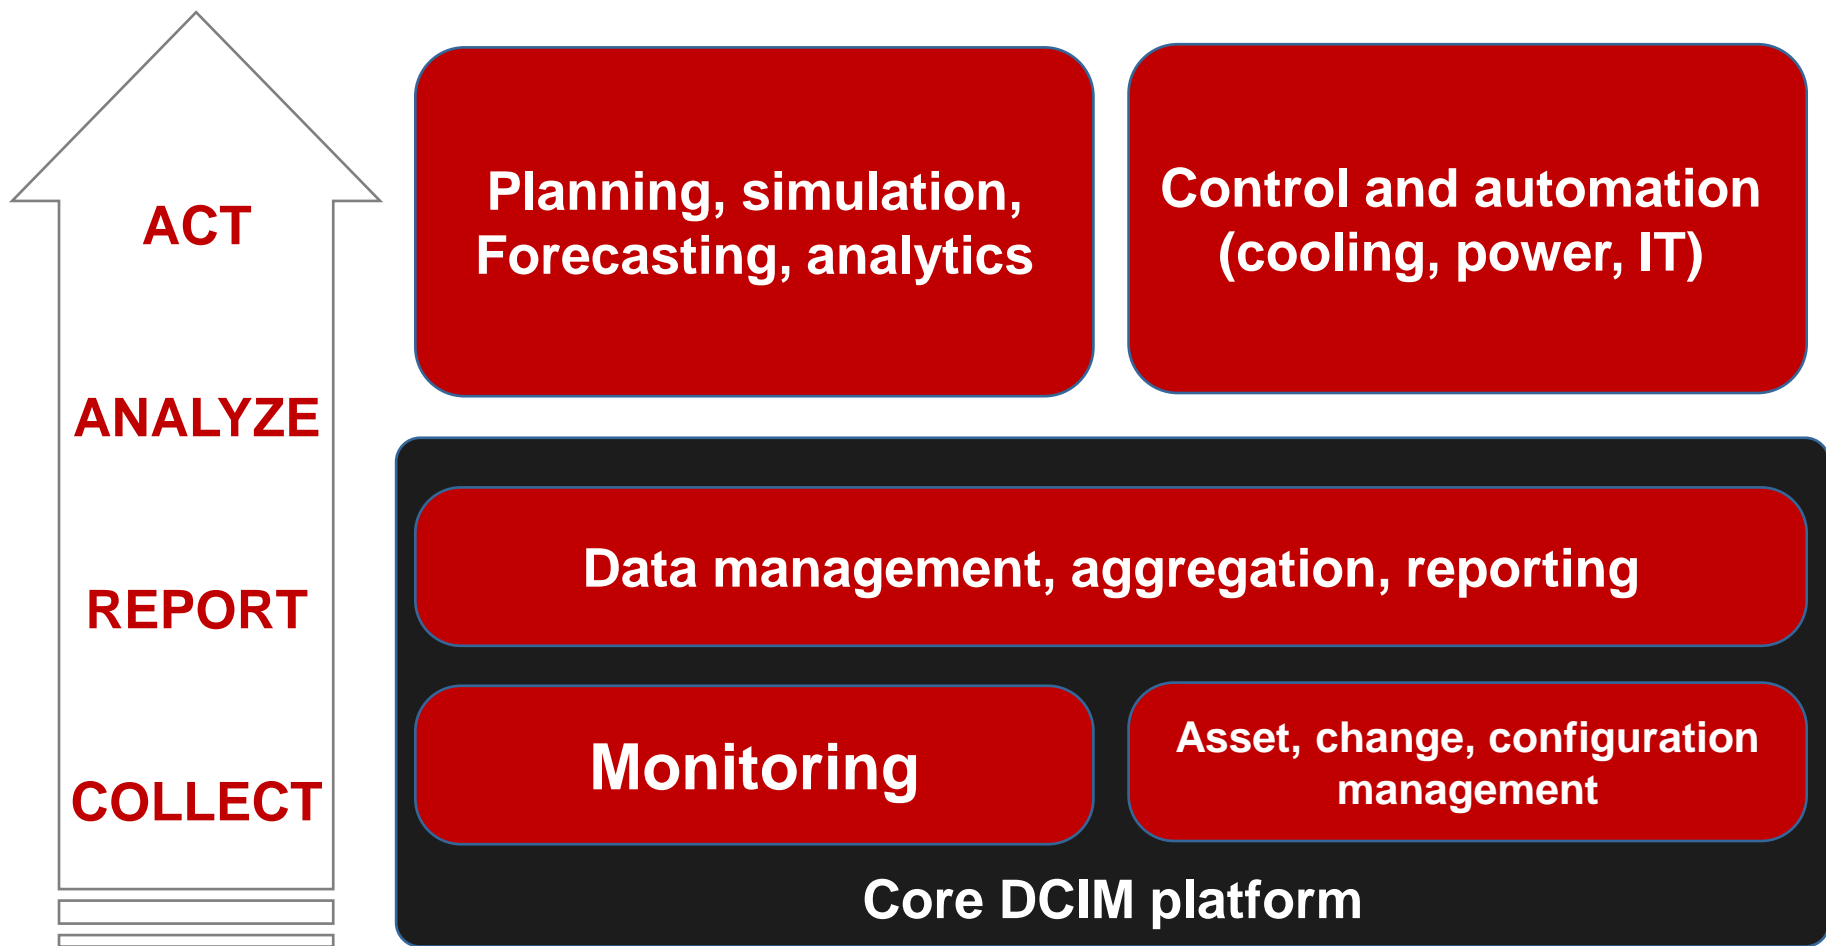 ACT
ANALYZE
REPORT
COLLECT
Planning, simulation,
Forecasting, analytics
Control and automation
(cooling, power, IT)
Data management, aggregation, reporting
Monitoring
Asset, change, configuration
management
Core DCIM platform